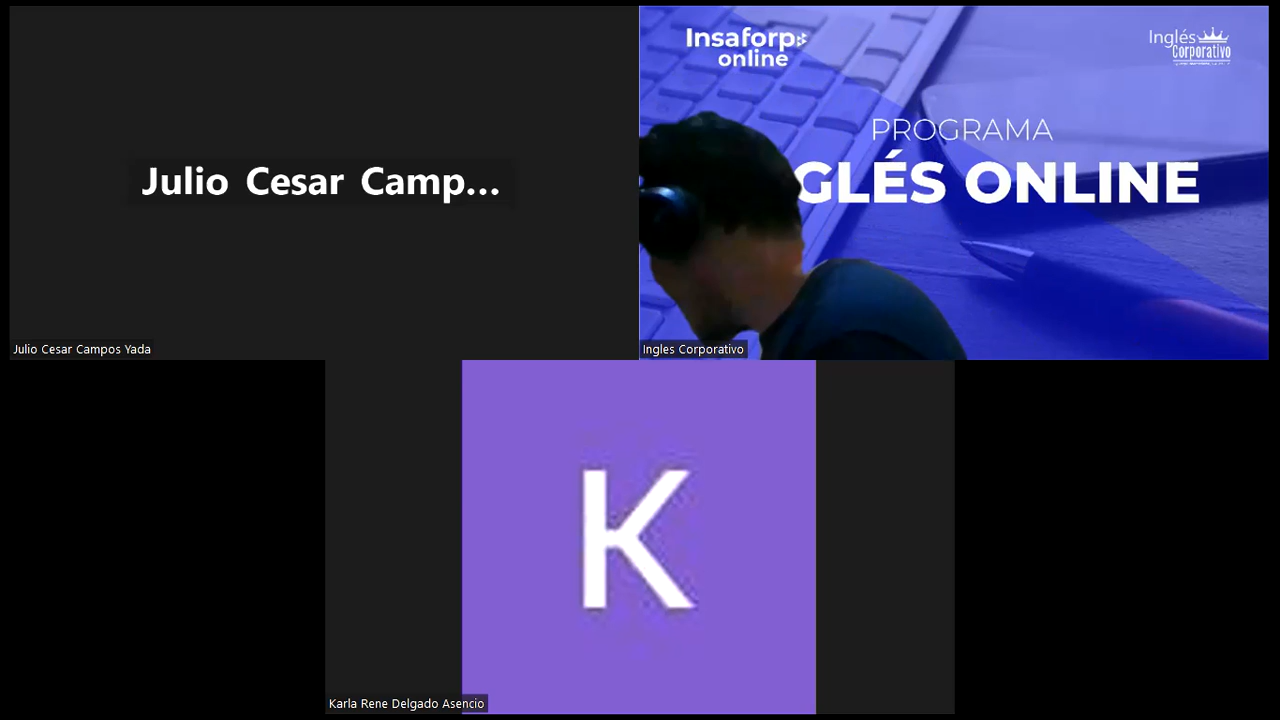 Julio Cesar Camp...
Julio Cesar Campos Yada
Insaforp
online
Inglés
Corporativo
PROGRAMA
GLÉS ONLINE
Ingles Corporativo
K
Karla Rene Delgado Asencio